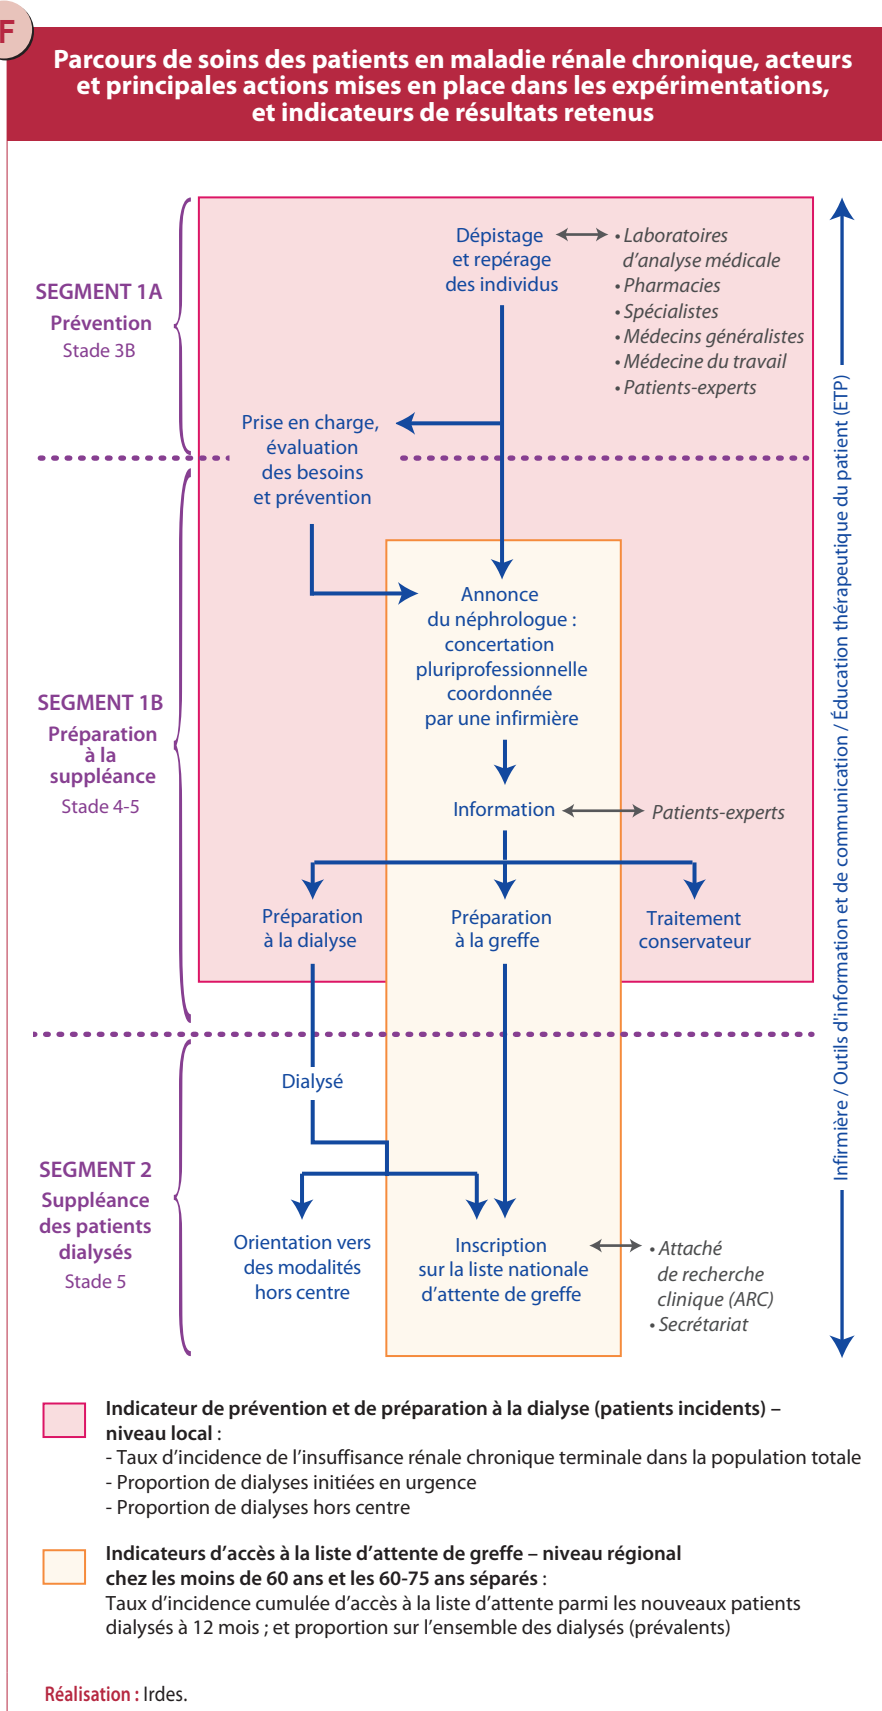 F
Parcours de soins des patients en maladie rénale chronique, acteurs
et principales actions mises en place dans les expérimentations,
et indicateurs de résultats retenus
SEGMENT 1A
Prévention
Stade 3B
Dépistage
et repérage
des individus
• Laboratoires
d'analyse médicale
• Pharmacies
• Spécialistes
• Médecins généralistes
• Médecine du travail
• Patients-experts
Prise en charge,
évaluation
des besoins
et prévention
SEGMENT 1B
Préparation
à la
suppléance
Stade 4-5
Annonce
du néphrologue :
concertation
pluriprofessionnelle
coordonnée
par une infirmière
Information
Patients-experts
Préparation
à la dialyse
Préparation
à la greffe
Traitement
conservateur
SEGMENT 2
Suppléance
des patients
dialysés
Stade 5
Dialysé
Orientation vers
des modalités
hors centre
Inscription
sur la liste nationale
d'attente de greffe
• Attaché
de recherche
clinique (ARC)
• Secrétariat
Infirmière / Outils d'information et de communication / Éducation thérapeutique du patient (ETP)
Indicateur de prévention et de préparation à la dialyse (patients incidents) –
niveau local :
- Taux d'incidence de l'insuffisance rénale chronique terminale dans la population totale
- Proportion de dialyses initiées en urgence
- Proportion de dialyses hors centre
Indicateurs d'accès à la liste d'attente de greffe – niveau régional
chez les moins de 60 ans et les 60-75 ans séparés :
Taux d'incidence cumulée d'accès à la liste d'attente parmi les nouveaux patients
dialysés à 12 mois ; et proportion sur l'ensemble des dialysés (prévalents)
Réalisation : Irdes.